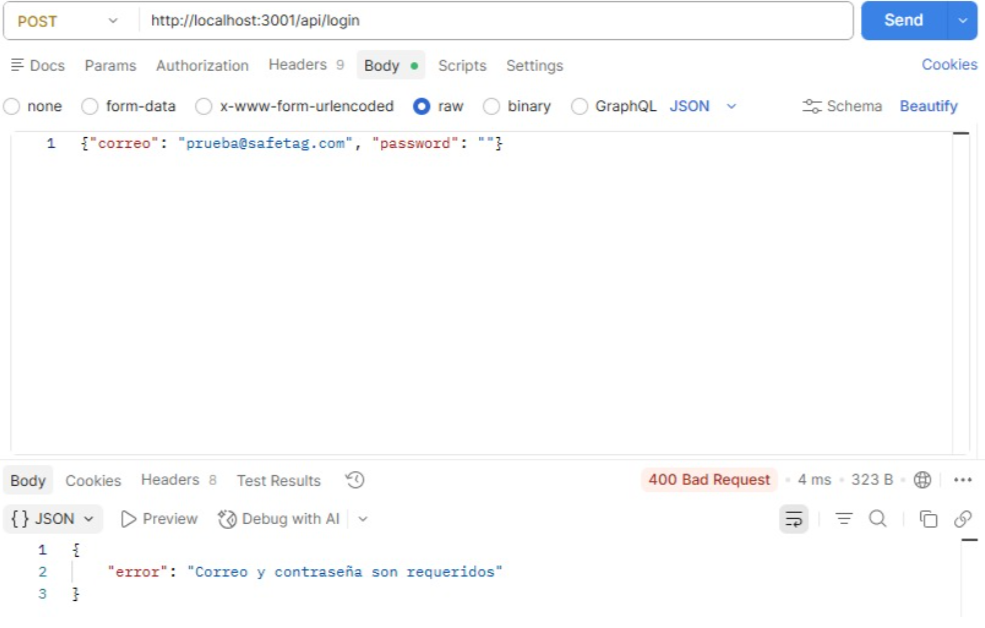 POST http://localhost:3001/api/login Send
Docs Params Authorization Headers 9 Body Scripts Settings Cookies
none form-data x-www-form-urlencoded raw binary GraphQL JSON Schema Beautify
1 {"correo": "prueba@safetag.com", "password": ""}
Body Cookies Headers 8 Test Results 400 Bad Request 4 ms 323 B
{} JSON Preview Debug with AI
1 {
2 "error": "Correo y contraseña son requeridos"
3 }